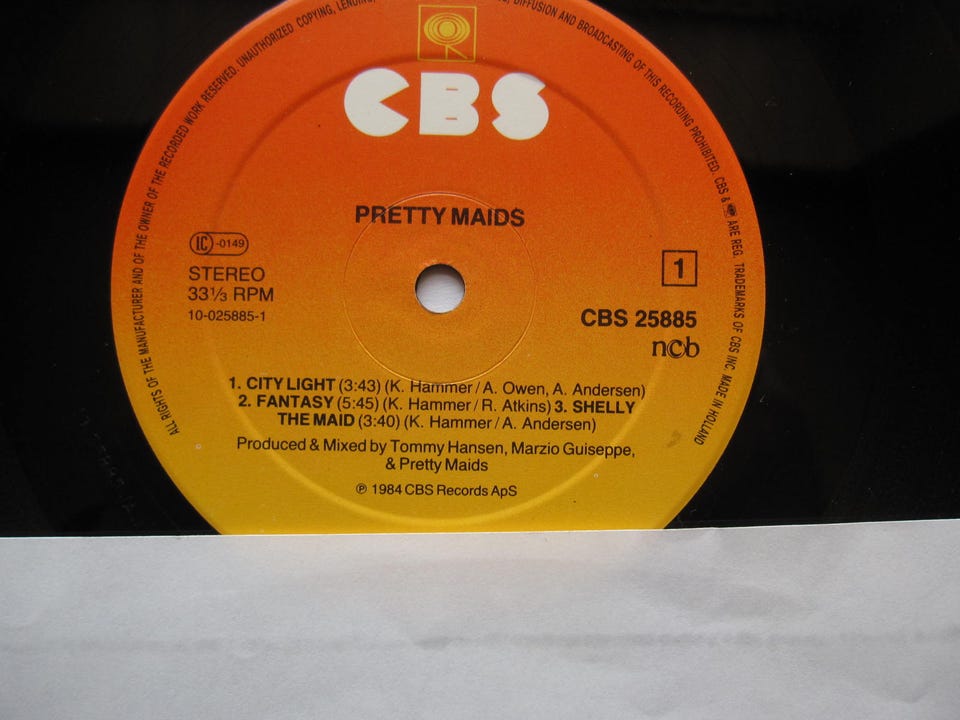 ALL RIGHTS OF THE MANUFACTURER AND OF THE OWNER OF THE RECORDED WORK RESERVED. UNAUTHORIZED COPYING, LENDING, DIFFUSION AND BROADCASTING OF THIS RECORDING PROHIBITED. CBS & ARE REG. TRADEMARKS OF CBS INC. MADE IN HOLLAND
CBS
PRETTY MAIDS
LC-0149
STEREO
33⅓ RPM
10-025885-1
1
CBS 25885
ncb
1. CITY LIGHT (3:43) (K. Hammer / A. Owen, A. Andersen)
2. FANTASY (5:45) (K. Hammer / R. Atkins) 3. SHELLY
THE MAID (3:40) (K. Hammer / A. Andersen)
Produced & Mixed by Tommy Hansen, Marzio Guiseppe,
& Pretty Maids
℗ 1984 CBS Records ApS